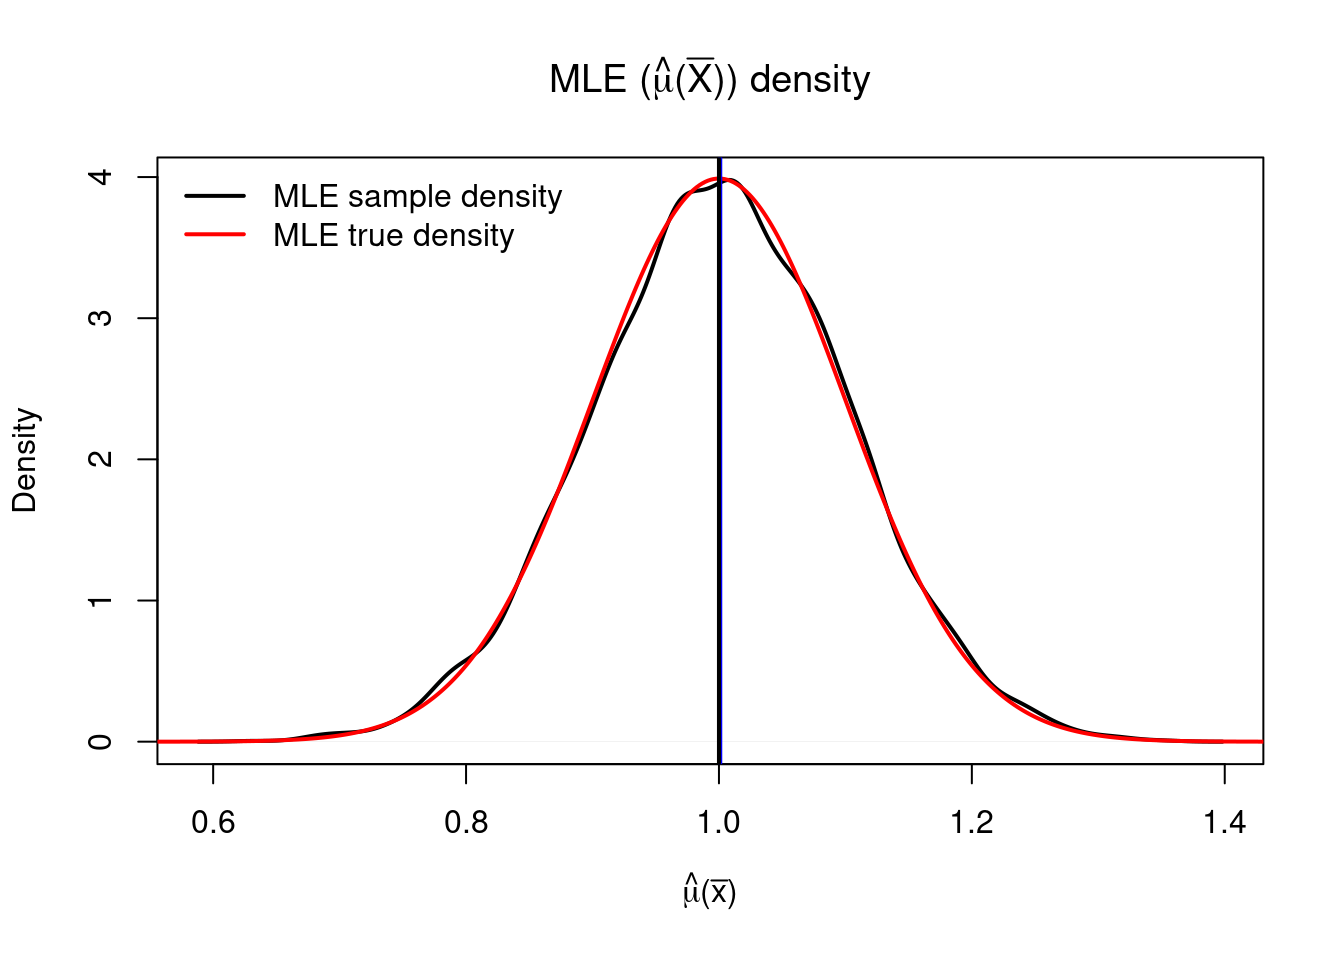 MLE (μ̂(X̅)) density
MLE sample density
MLE true density
4
3
2
1
0
Density
0.6 0.8 1.0 1.2 1.4
μ̂(x̅)